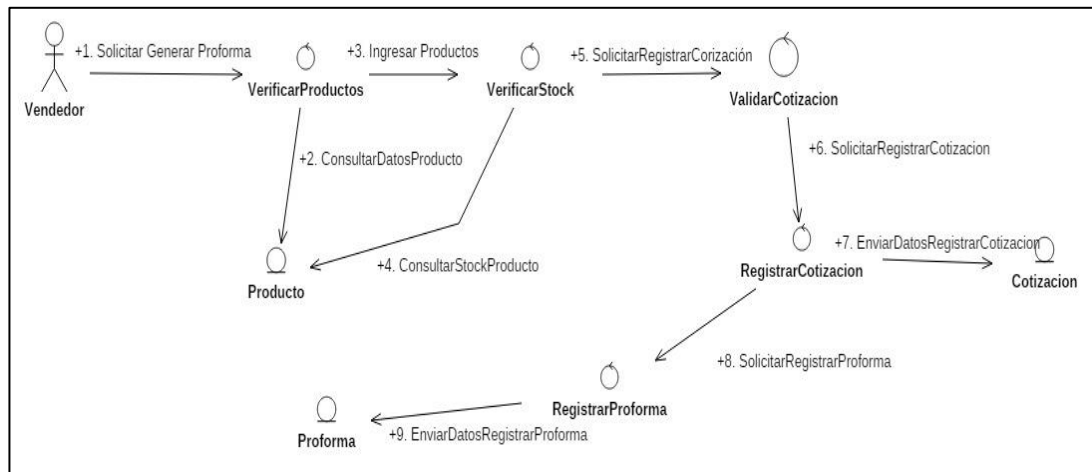 +1. Solicitar Generar Proforma
+3. Ingresar Productos
+5. SolicitarRegistrarCorización
Vendedor
VerificarProductos
VerificarStock
ValidarCotizacion
+2. ConsultarDatosProducto
+6. SolicitarRegistrarCotizacion
+4. ConsultarStockProducto
Producto
+7. EnviarDatosRegistrarCotizacion
RegistrarCotizacion
Cotizacion
+8. SolicitarRegistrarProforma
RegistrarProforma
Proforma
+9. EnviarDatosRegistrarProforma